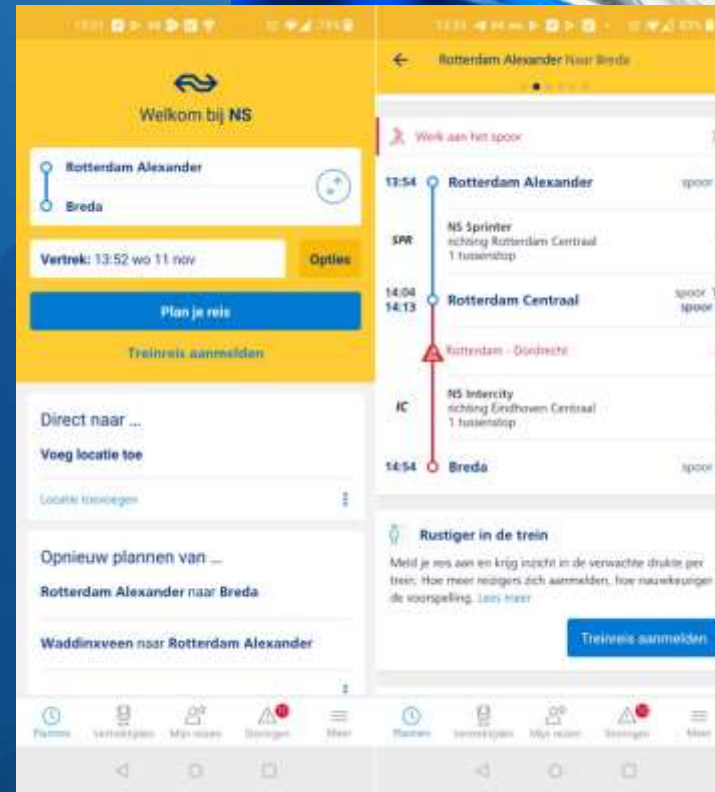 Welkom bij NS
Rotterdam Alexander
Breda
Vertrek: 13:52 wo 11 nov
Opties
Plan je reis
Treinreis aanmelden
Direct naar ...
Voeg locatie toe
Locatie toevoegen
Opnieuw plannen van ...
Rotterdam Alexander naar Breda
Waddinxveen naar Rotterdam Alexander
Plannen
Vertrektijden
Mijn reizen
Storingen
Meer
Rotterdam Alexander Naar Breda
Werk aan het spoor
13:54 Rotterdam Alexander spoor
SPR
NS Sprinter
richting Rotterdam Centraal
1 tussenstop
14:04
14:13
Rotterdam Centraal
spoor
spoor
Rotterdam - Dordrecht
IC
NS Intercity
richting Eindhoven Centraal
1 tussenstop
14:54 Breda spoor
Rustiger in de trein
Meld je reis aan en krijg inzicht in de verwachte drukte per
trein. Hoe meer reizigers zich aanmelden, hoe nauwkeuriger
de voorspelling. Lees meer
Treinreis aanmelden
Plannen
Vertrektijden
Mijn reizen
Storingen
Meer